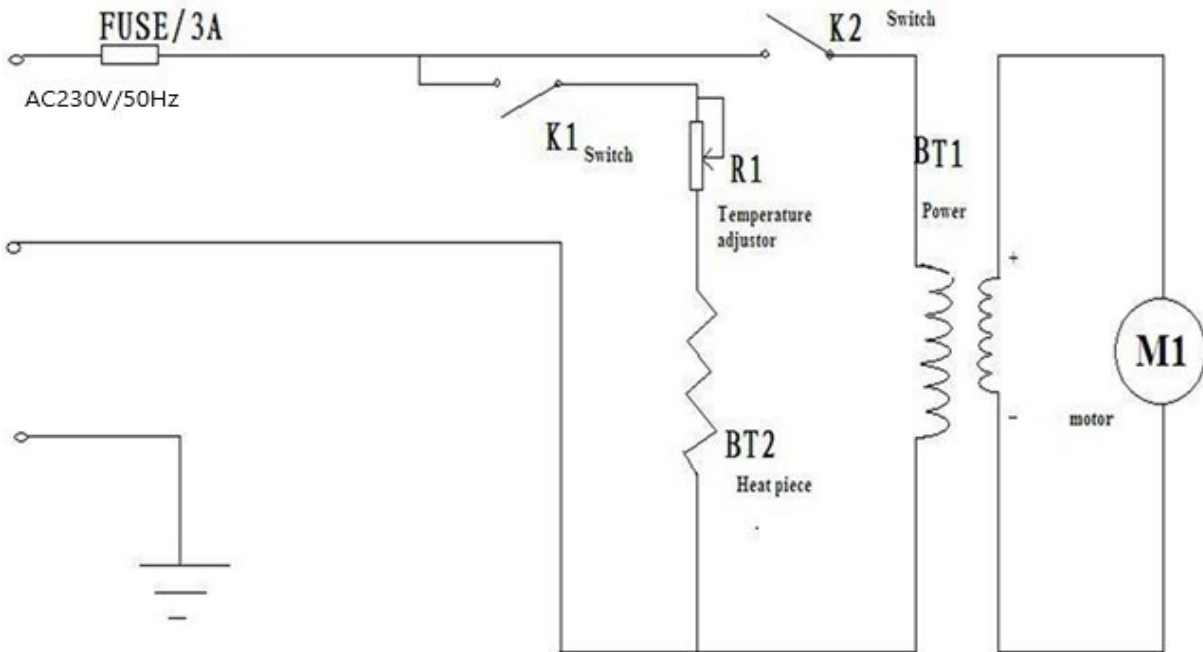 FUSE/3A
K2 Switch
AC230V/50Hz
K1 Switch
R1
Temperature
adjustor
BT1
Power
+
M1
-
motor
BT2
Heat piece